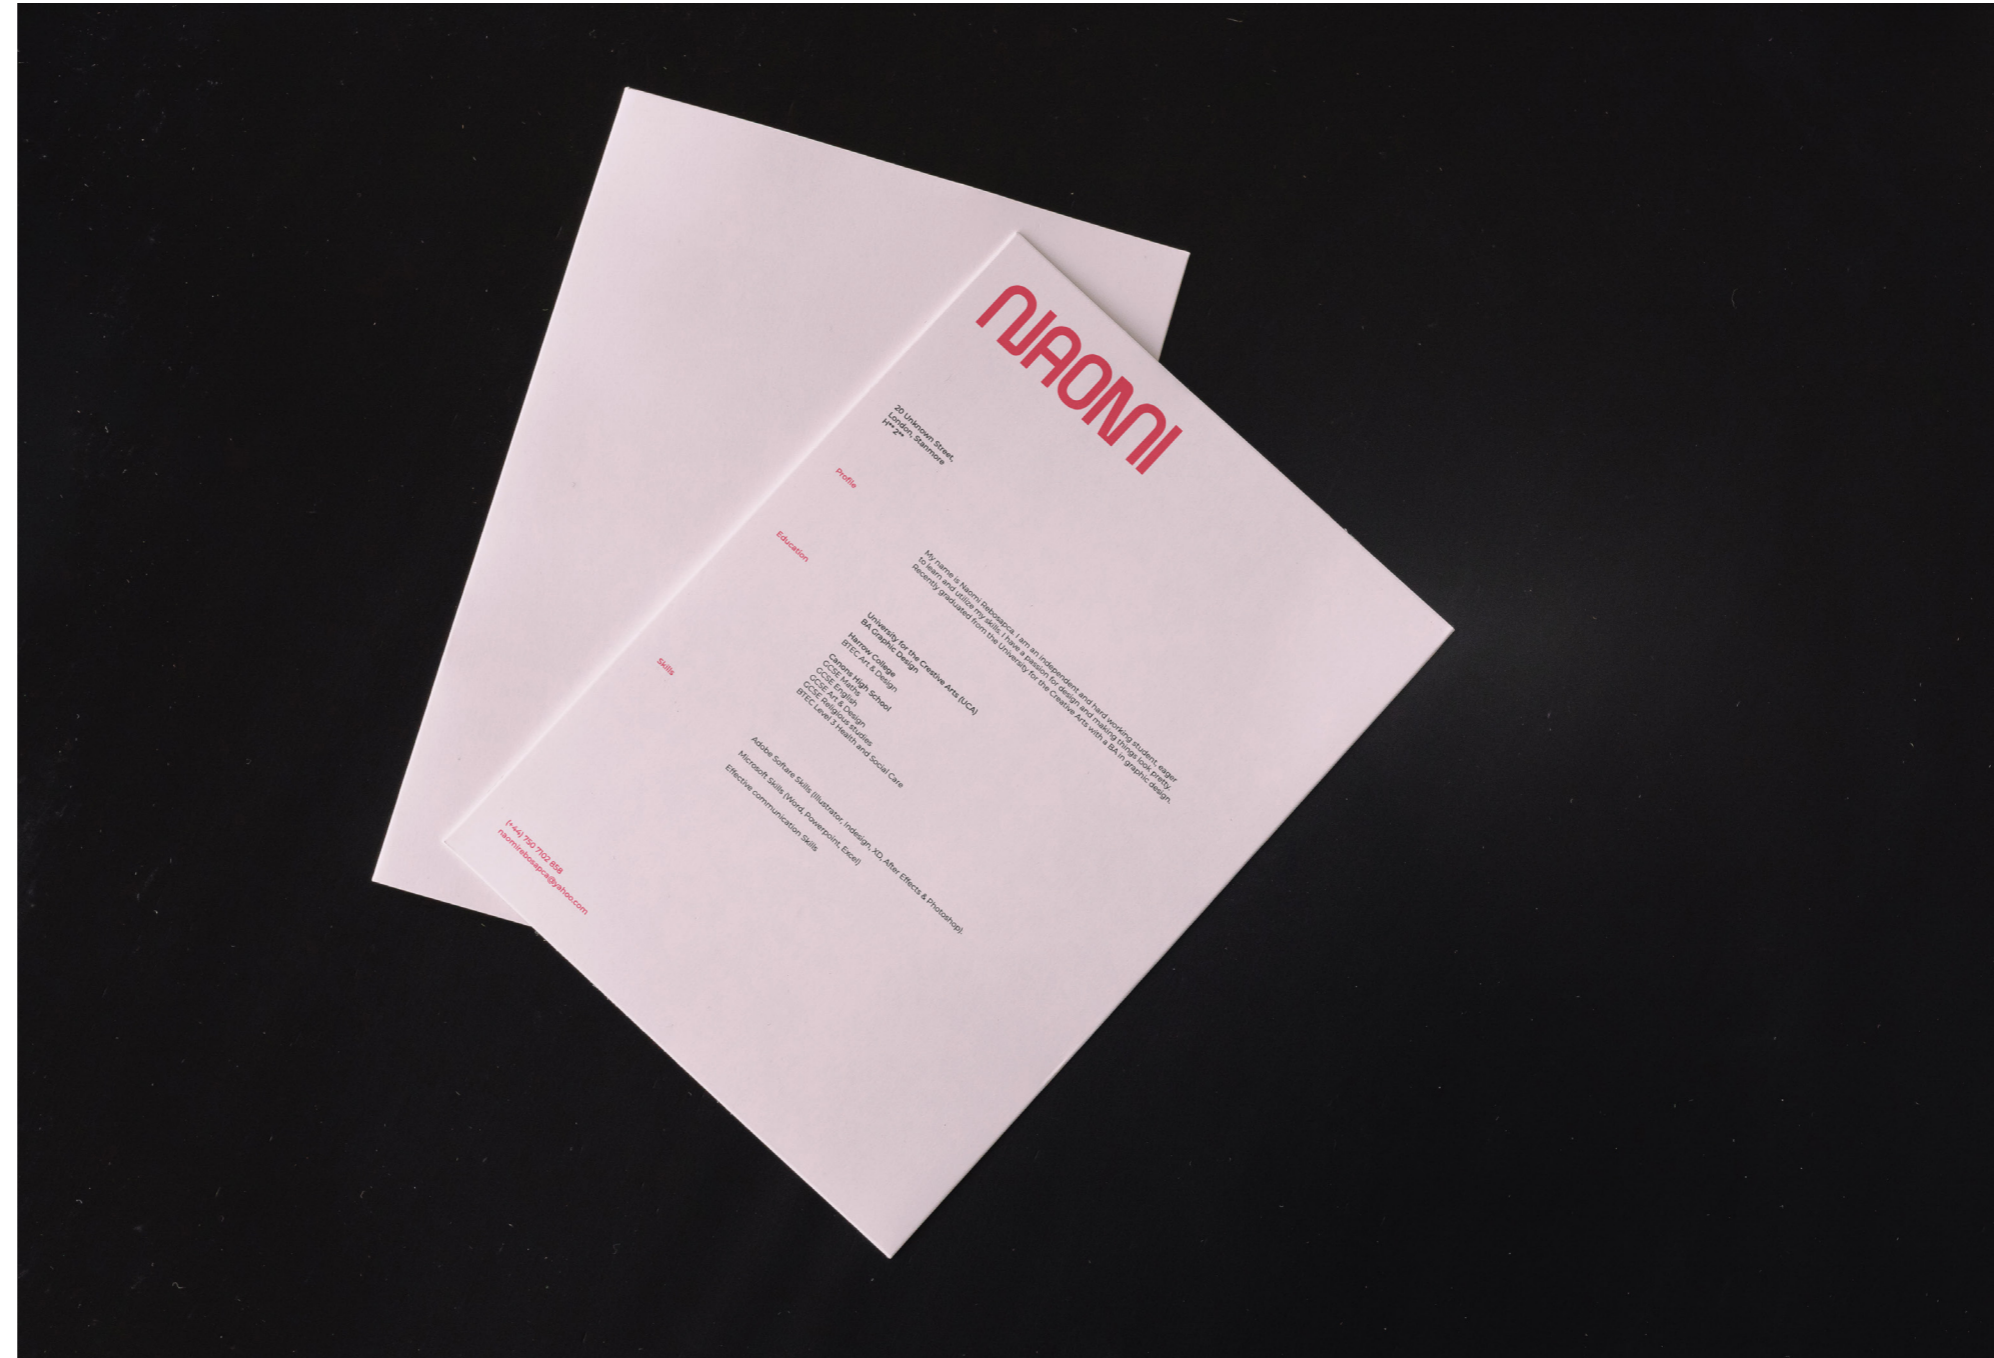 NAOMI
20 Unknown Street,
London, Stanmore
H** 2**
Profile
My name is Naomi Rebosapca. I am an independent and hard working student, eager
to learn and utilize my skills. I have a passion for design and making things look pretty.
Recently graduated from the University for the Creative Arts with a BA in graphic design.
Education
University for the Creative Arts (UCA)
BA Graphic Design
Harrow College
BTEC Art & Design
Canons High School
GCSE Maths
GCSE English
GCSE Art & Design
GCSE Religious studies
BTEC Level 3 Health and Social Care
Skills
Adobe Softare Skills (Illustrator, Indesign, XD, After Effects & Photoshop).
Microsoft Skills (Word, Powerpoint, Excel)
Effective communication Skills
(+44) 750 7102 858
naomirebosapca@yahoo.com